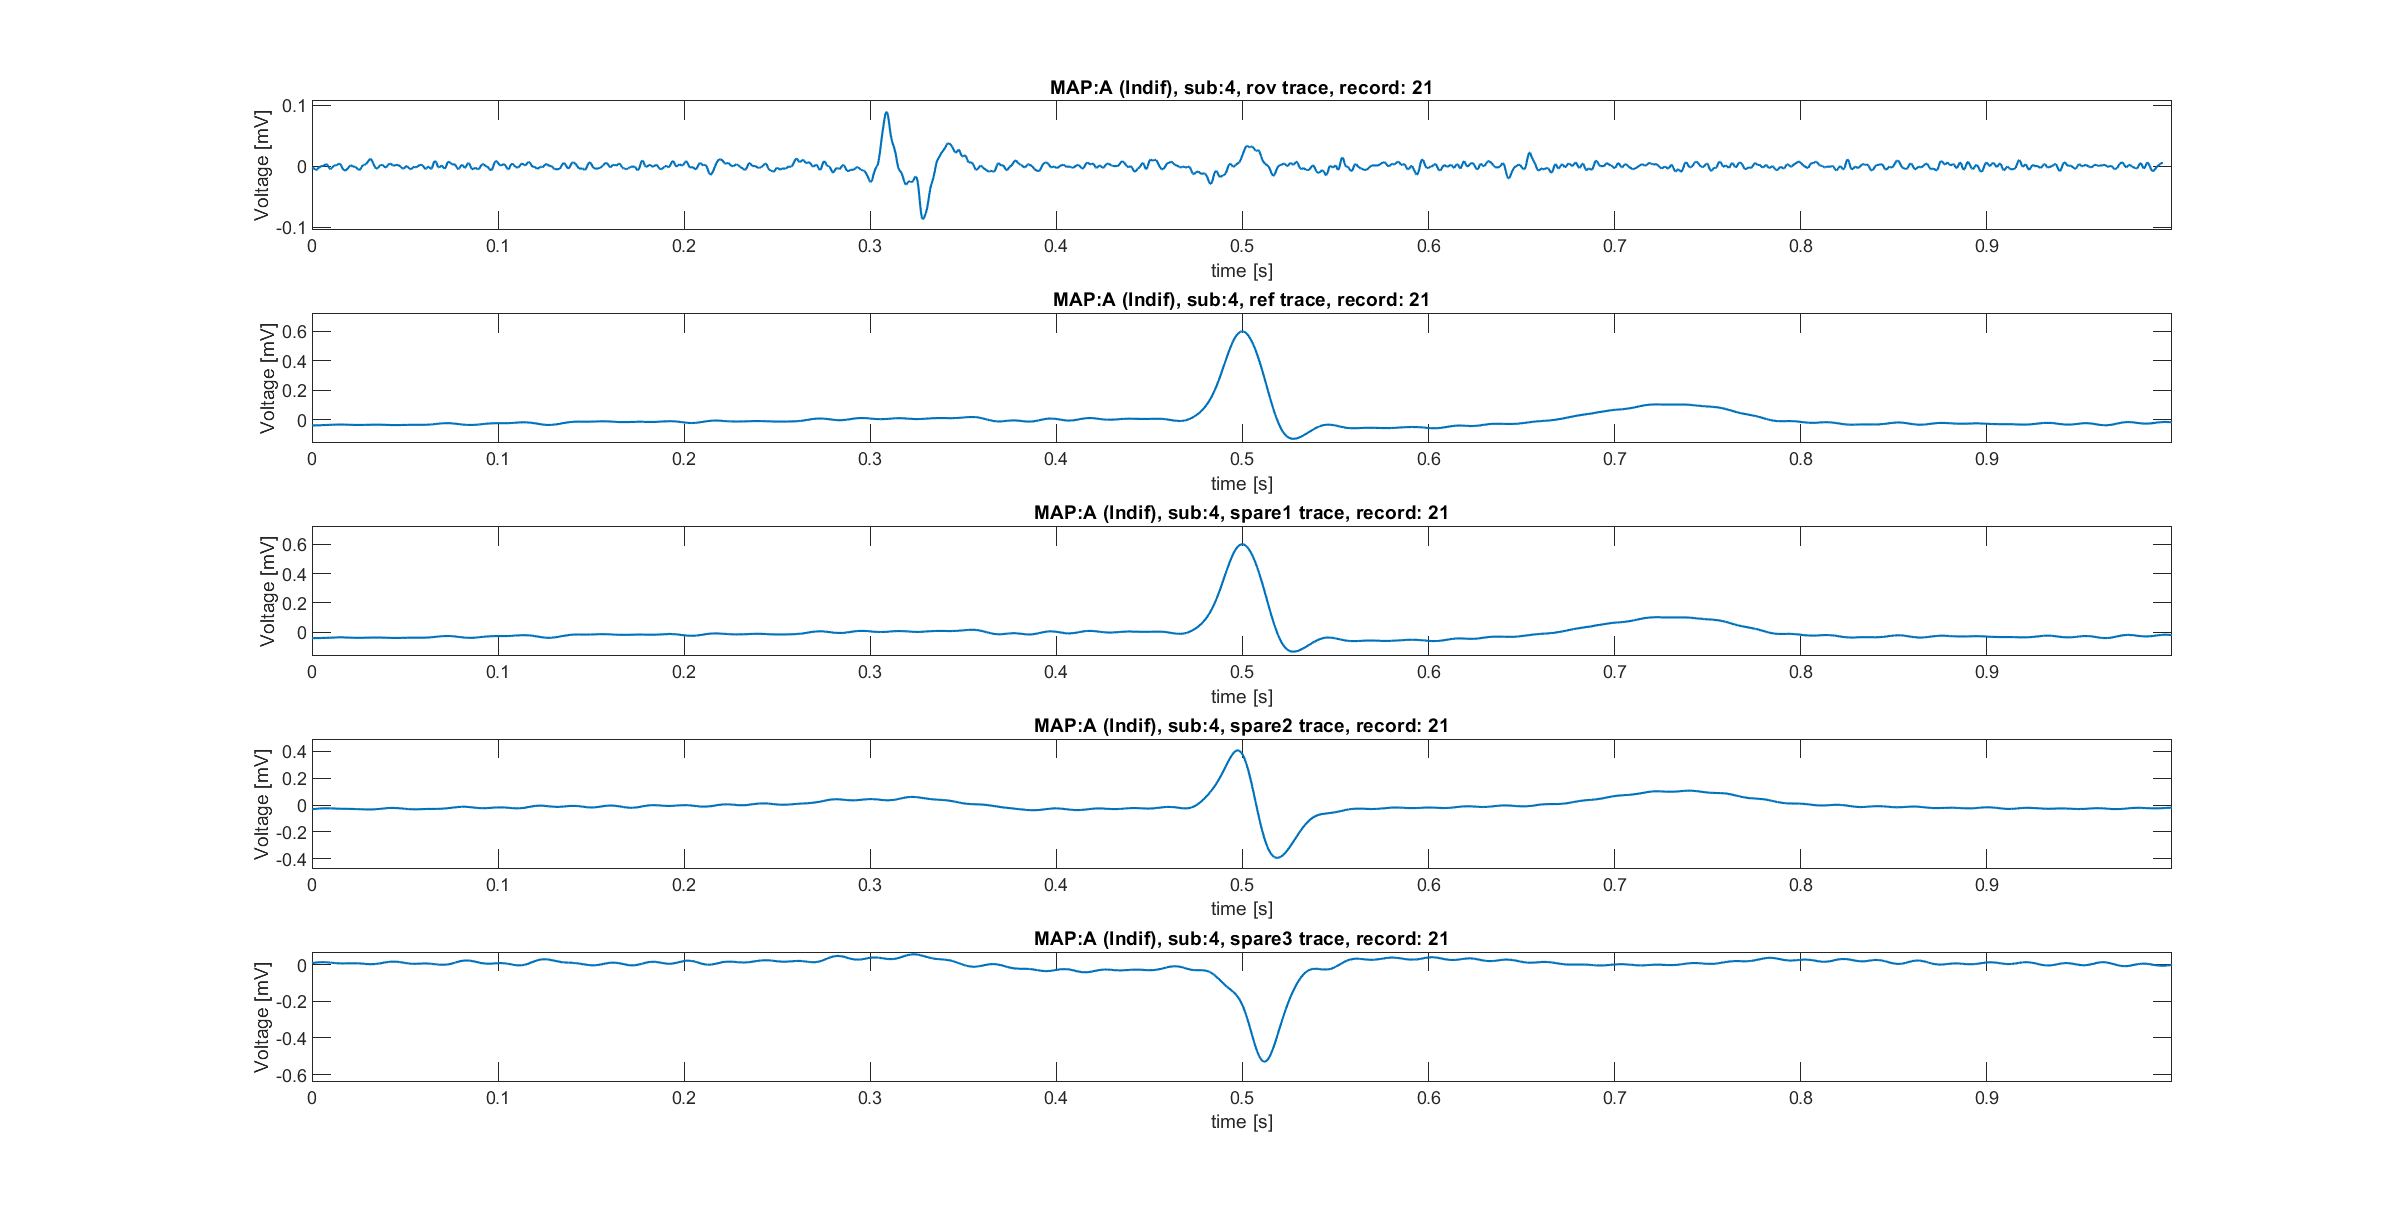 MAP:A (Indif), sub:4, rov trace, record: 21
Voltage [mV]
0.1
0
-0.1
0 0.1 0.2 0.3 0.4 0.5 0.6 0.7 0.8 0.9
time [s]
MAP:A (Indif), sub:4, ref trace, record: 21
Voltage [mV]
0.6
0.4
0.2
0
0 0.1 0.2 0.3 0.4 0.5 0.6 0.7 0.8 0.9
time [s]
MAP:A (Indif), sub:4, spare1 trace, record: 21
Voltage [mV]
0.6
0.4
0.2
0
0 0.1 0.2 0.3 0.4 0.5 0.6 0.7 0.8 0.9
time [s]
MAP:A (Indif), sub:4, spare2 trace, record: 21
Voltage [mV]
0.4
0.2
0
-0.2
-0.4
0 0.1 0.2 0.3 0.4 0.5 0.6 0.7 0.8 0.9
time [s]
MAP:A (Indif), sub:4, spare3 trace, record: 21
Voltage [mV]
0
-0.2
-0.4
-0.6
0 0.1 0.2 0.3 0.4 0.5 0.6 0.7 0.8 0.9
time [s]